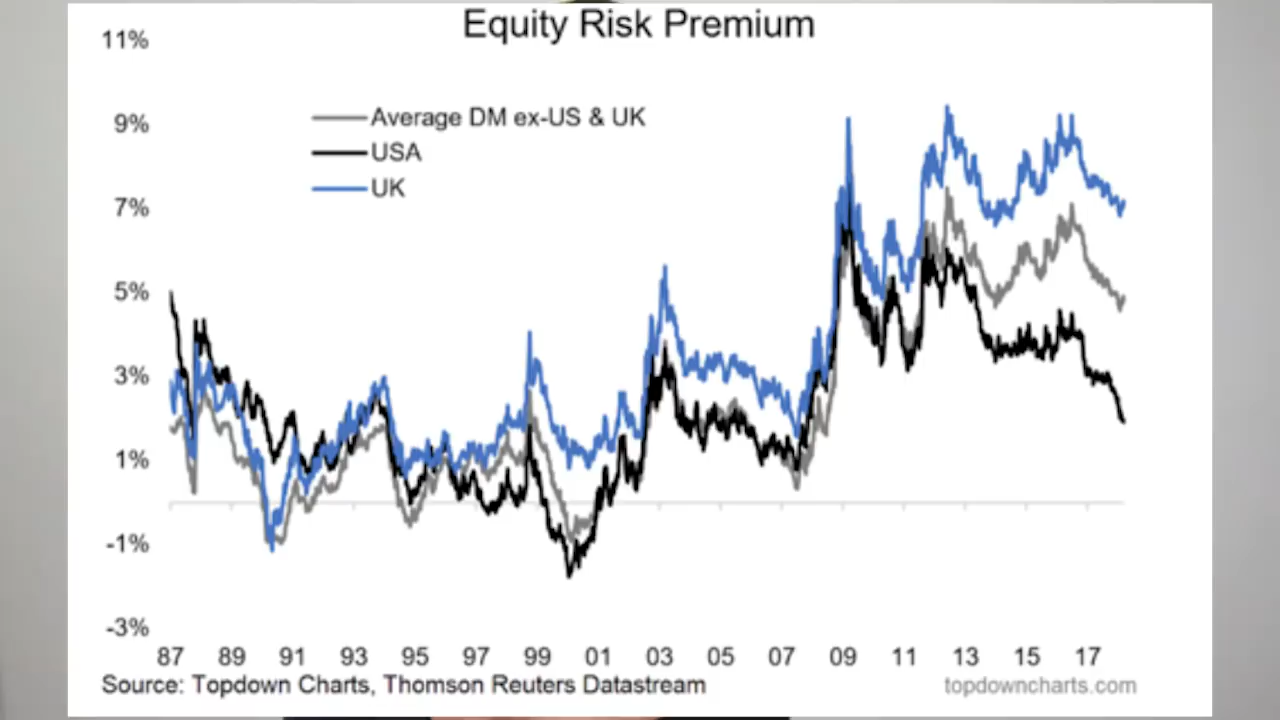 Equity Risk Premium
11%
9%
7%
5%
3%
1%
-1%
-3%
Average DM ex-US & UK
USA
UK
87 89 91 93 95 97 99 01 03 05 07 09 11 13 15 17
Source: Topdown Charts, Thomson Reuters Datastream
topdowncharts.com